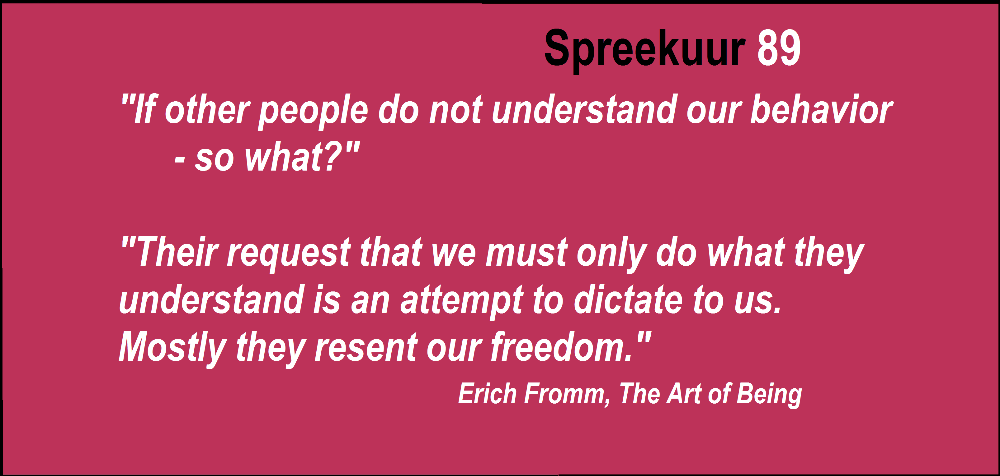 Spreekuur 89
"If other people do not understand our behavior
- so what?"
"Their request that we must only do what they
understand is an attempt to dictate to us.
Mostly they resent our freedom."
Erich Fromm, The Art of Being